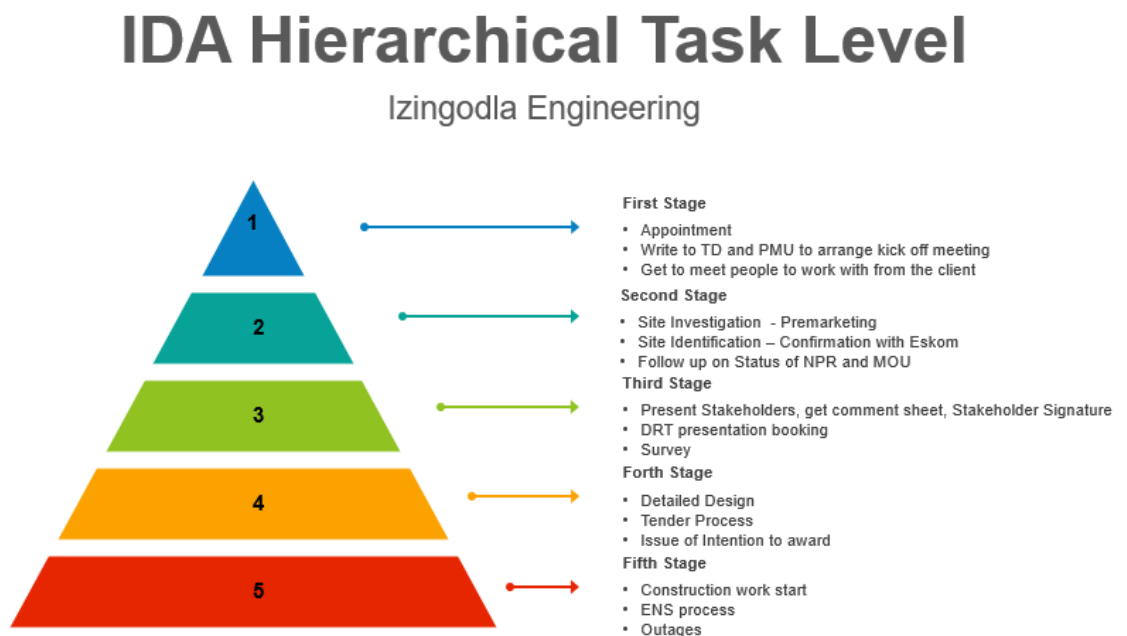 IDA Hierarchical Task Level
Izingodla Engineering
1
First Stage
• Appointment
• Write to TD and PMU to arrange kick off meeting
• Get to meet people to work with from the client
2
Second Stage
• Site Investigation - Premarketing
• Site Identification – Confirmation with Eskom
• Follow up on Status of NPR and MOU
3
Third Stage
• Present Stakeholders, get comment sheet, Stakeholder Signature
• DRT presentation booking
• Survey
4
Forth Stage
• Detailed Design
• Tender Process
• Issue of Intention to award
5
Fifth Stage
• Construction work start
• ENS process
• Outages